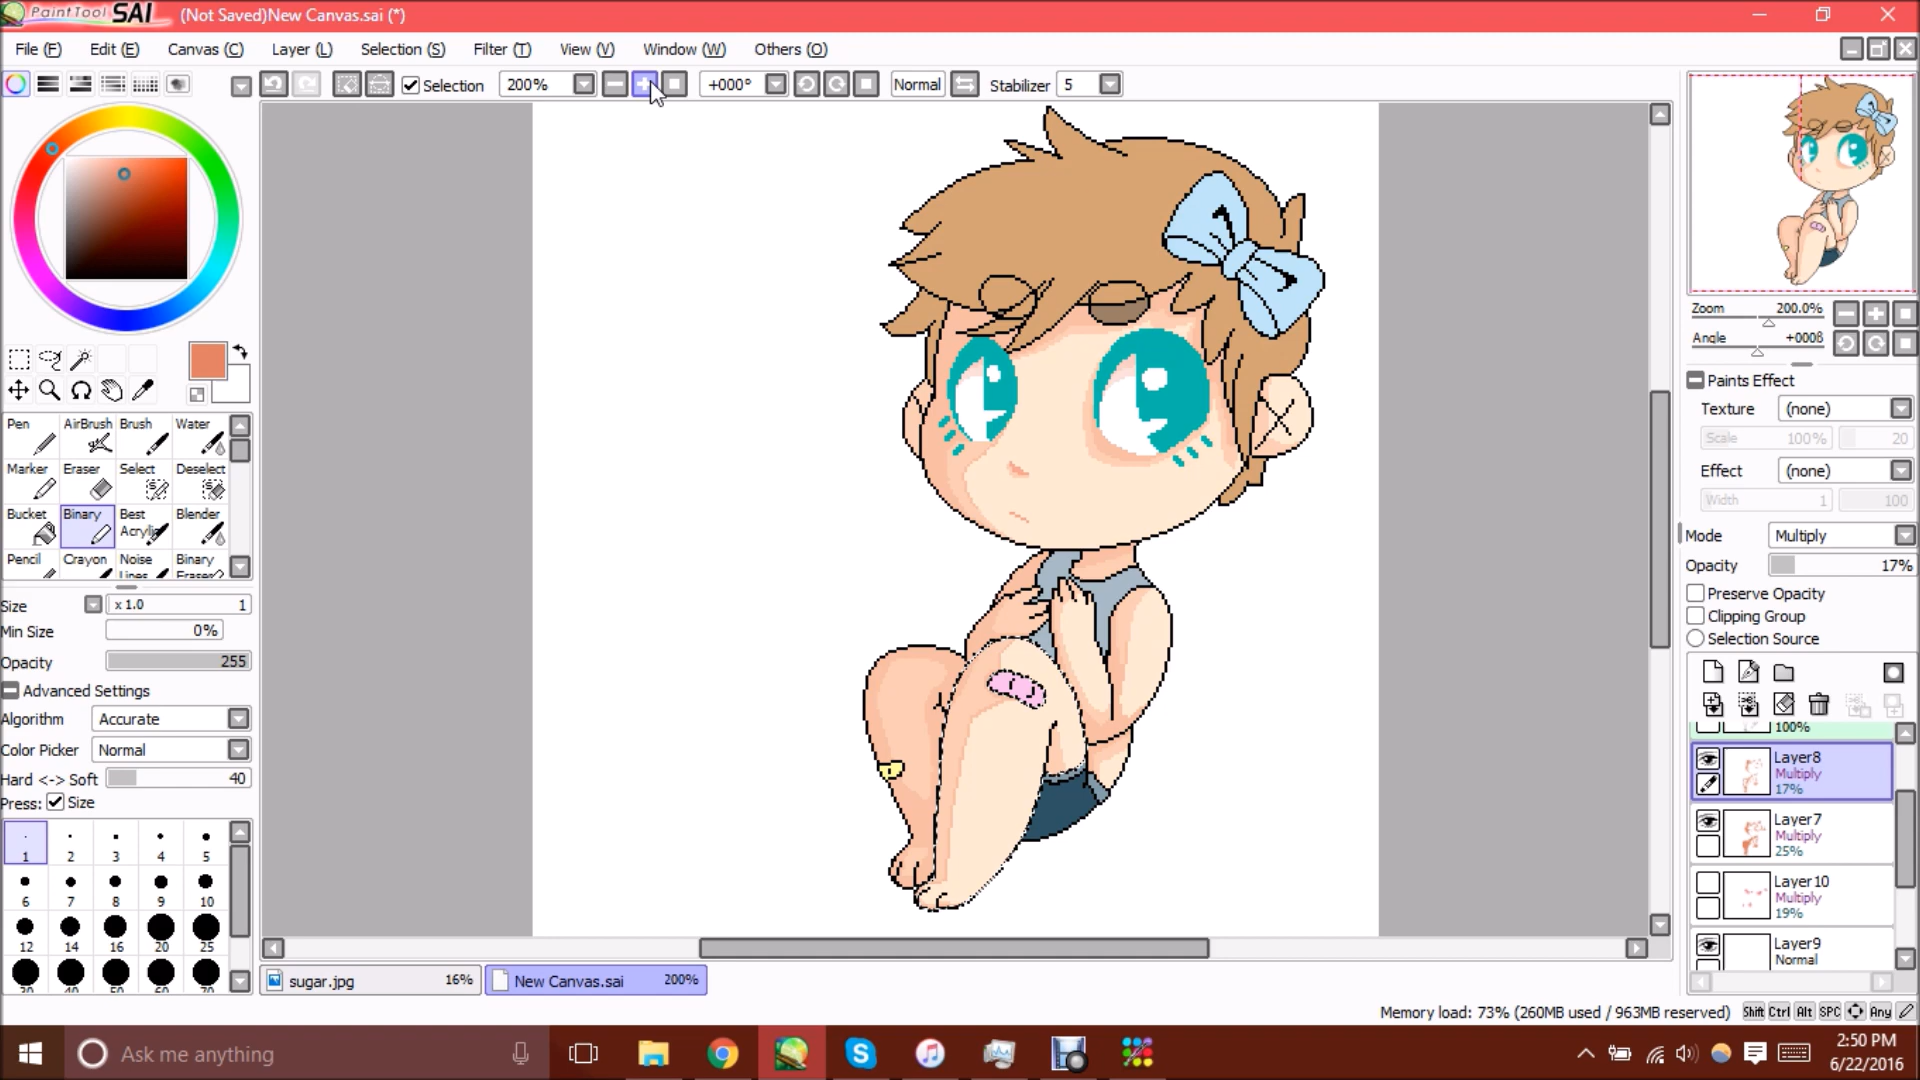 PaintTool SAI (Not Saved)New Canvas.sai (*)
File (F) Edit (E) Canvas (C) Layer (L) Selection (S) Filter (T) View (V) Window (W) Others (O)
Selection 200% +000° Normal Stabilizer 5
Zoom 200.0%
Angle +000ß
Paints Effect
Texture (none)
Scale 100% 20
Effect (none)
Width 1 100
Mode Multiply
Opacity 17%
Preserve Opacity
Clipping Group
Selection Source
100%
Layer8
Multiply
17%
Layer7
Multiply
25%
Layer10
Multiply
19%
Layer9
Normal
Pen AirBrush Brush Water
Marker Eraser Select Deselect
Bucket Binary Best Acrylic Blender
Pencil Crayon Noise Lines Binary Eraser
Size x 1.0 1
Min Size 0%
Opacity 255
Advanced Settings
Algorithm Accurate
Color Picker Normal
Hard <-> Soft 40
Press: Size
1 2 3 4 5
6 7 8 9 10
12 14 16 20 25
30 40 50 60 70
sugar.jpg 16% New Canvas.sai 200%
Memory load: 73% (260MB used / 963MB reserved) Shift Ctrl Alt SPC Any
Ask me anything
2:50 PM
6/22/2016